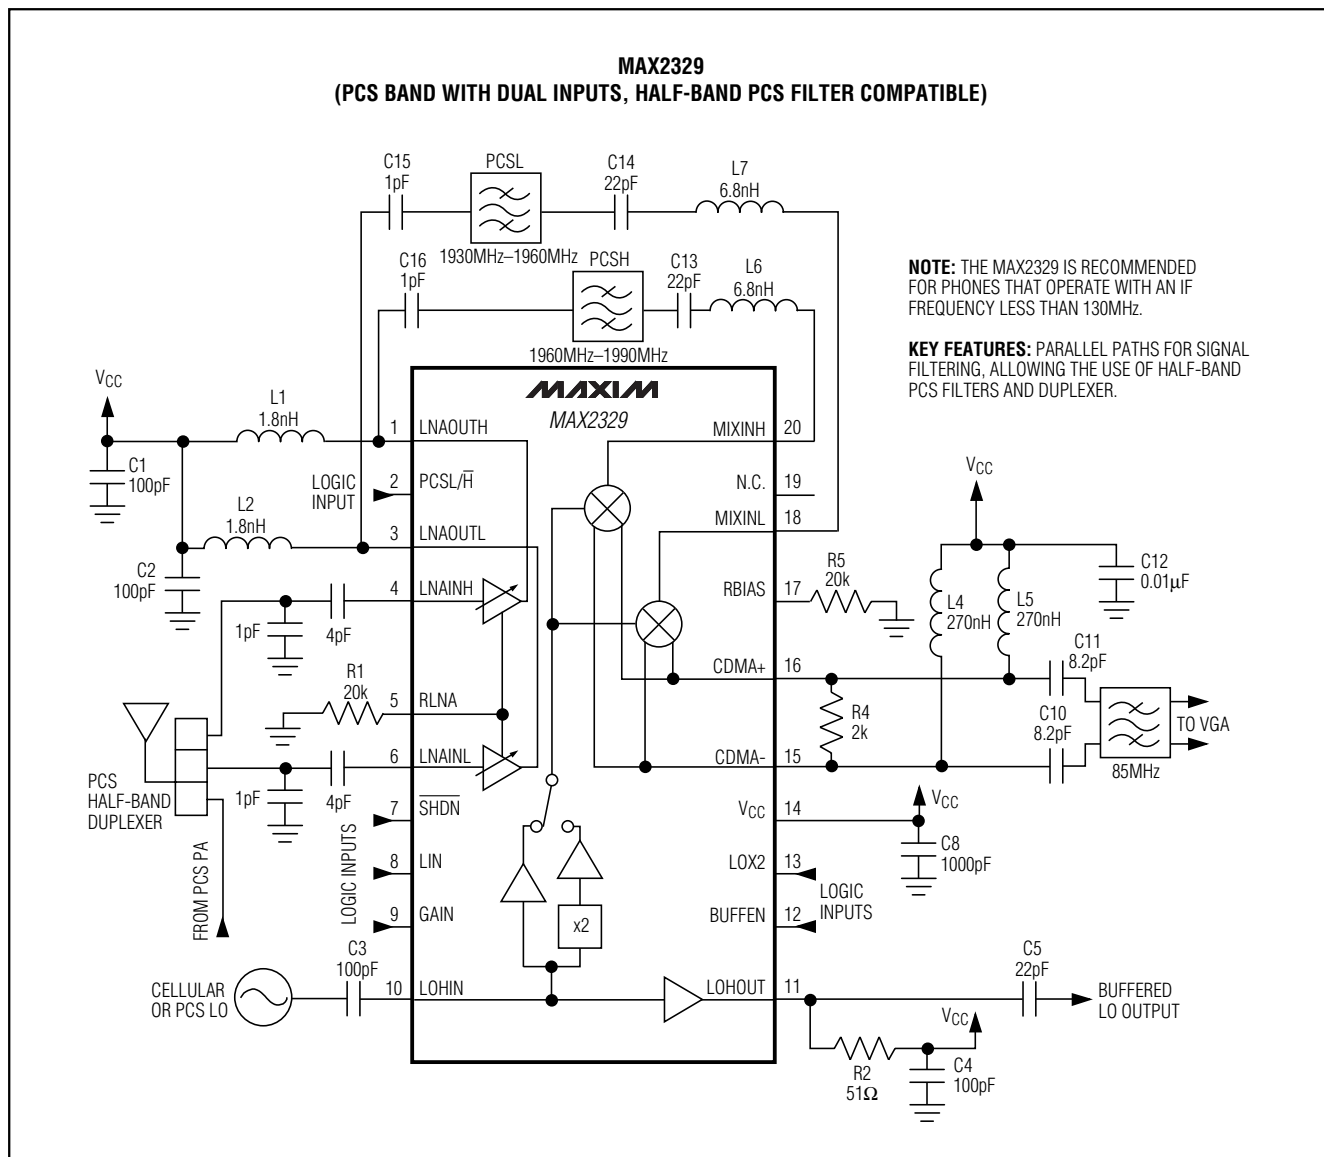 MAX2329
(PCS BAND WITH DUAL INPUTS, HALF-BAND PCS FILTER COMPATIBLE)
C15
1pF
PCSL
C14
22pF
L7
6.8nH
1930MHz–1960MHz
C16
1pF
PCSH
C13
22pF
L6
6.8nH
1960MHz–1990MHz
NOTE: THE MAX2329 IS RECOMMENDED
FOR PHONES THAT OPERATE WITH AN IF
FREQUENCY LESS THAN 130MHz.
KEY FEATURES: PARALLEL PATHS FOR SIGNAL
FILTERING, ALLOWING THE USE OF HALF-BAND
PCS FILTERS AND DUPLEXER.
MAXIM
MAX2329
VCC
L1
1.8nH
C1
100pF
L2
1.8nH
C2
100pF
LOGIC
INPUT
1 LNAOUTH
2 PCSL/H̅
3 LNAOUTL
4 LNAINH
5 RLNA
6 LNAINL
7 S̅H̅D̅N̅
8 LIN
9 GAIN
10 LOHIN
1pF
4pF
R1
20k
1pF
4pF
PCS
HALF-BAND
DUPLEXER
FROM PCS PA
LOGIC INPUTS
C3
100pF
CELLULAR
OR PCS LO
x2
MIXINH 20
N.C. 19
MIXINL 18
RBIAS 17
CDMA+ 16
CDMA- 15
VCC 14
LOX2 13
BUFFEN 12
LOHOUT 11
R5
20k
VCC
C12
0.01μF
L4
270nH
L5
270nH
C11
8.2pF
R4
2k
C10
8.2pF
85MHz
TO VGA
VCC
C8
1000pF
LOGIC
INPUTS
C5
22pF
BUFFERED
LO OUTPUT
VCC
R2
51Ω
C4
100pF